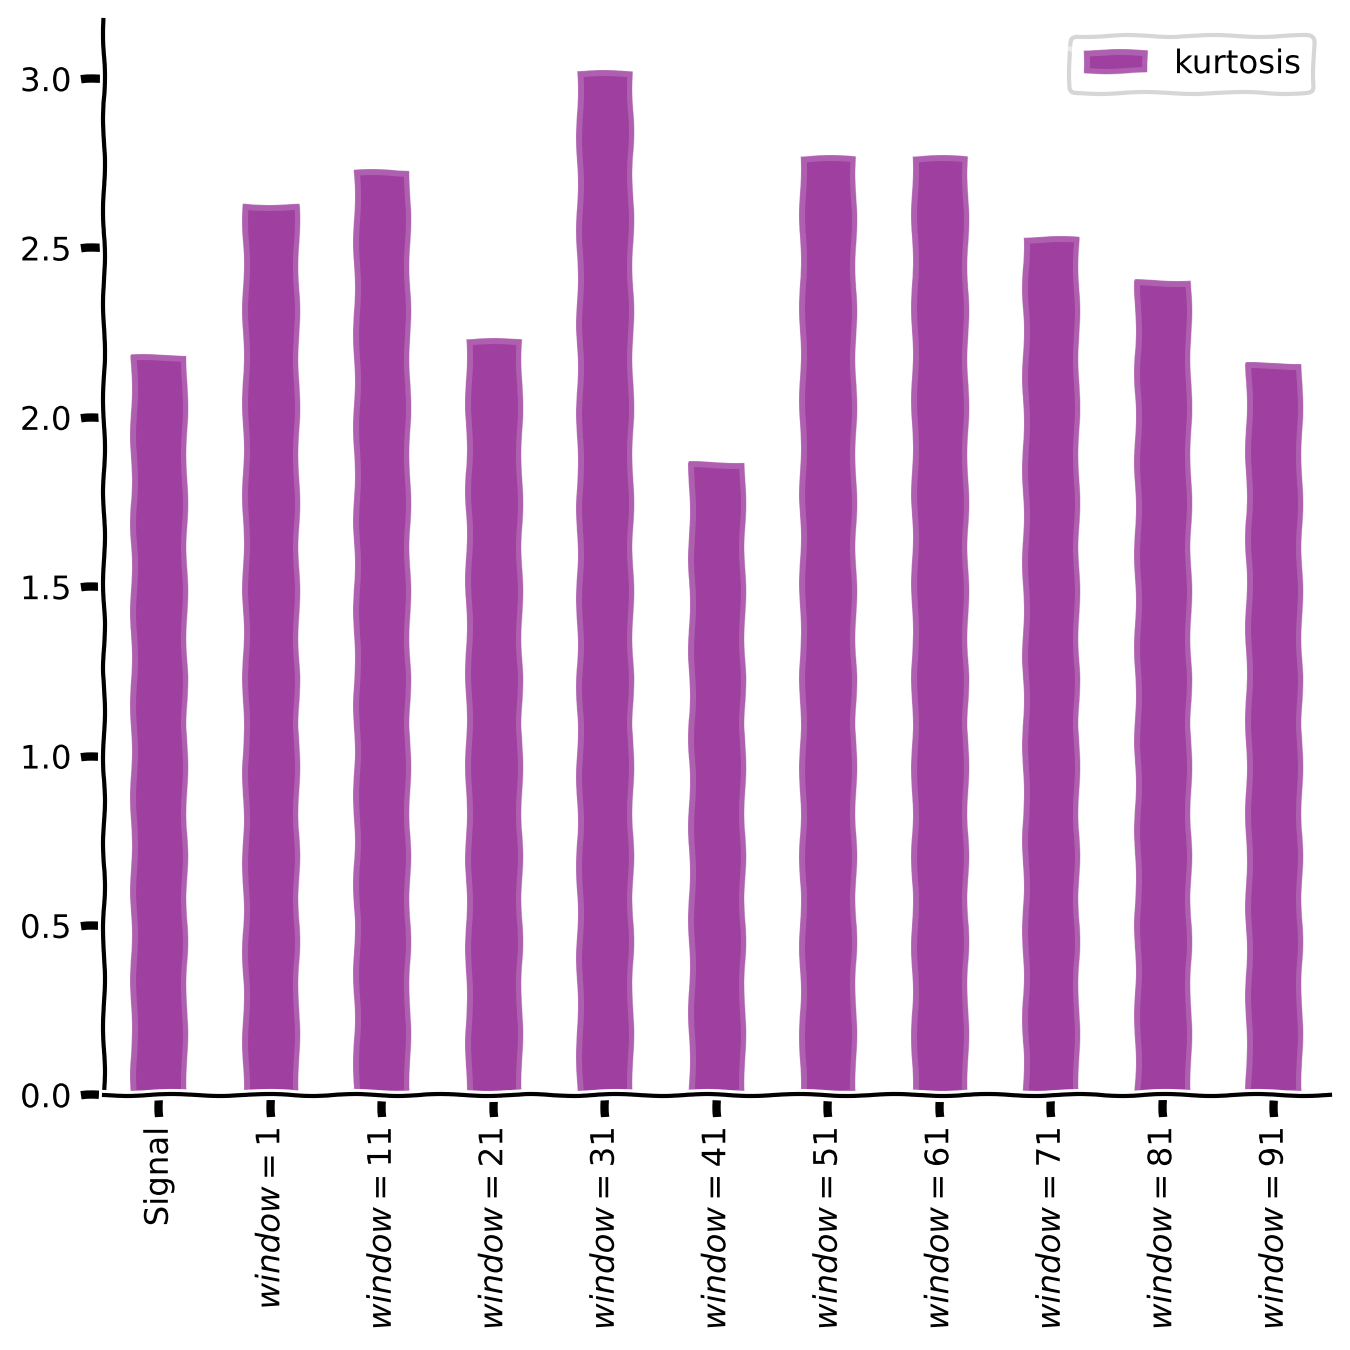 kurtosis
3.0
2.5
2.0
1.5
1.0
0.5
0.0
Signal
window = 1
window = 11
window = 21
window = 31
window = 41
window = 51
window = 61
window = 71
window = 81
window = 91